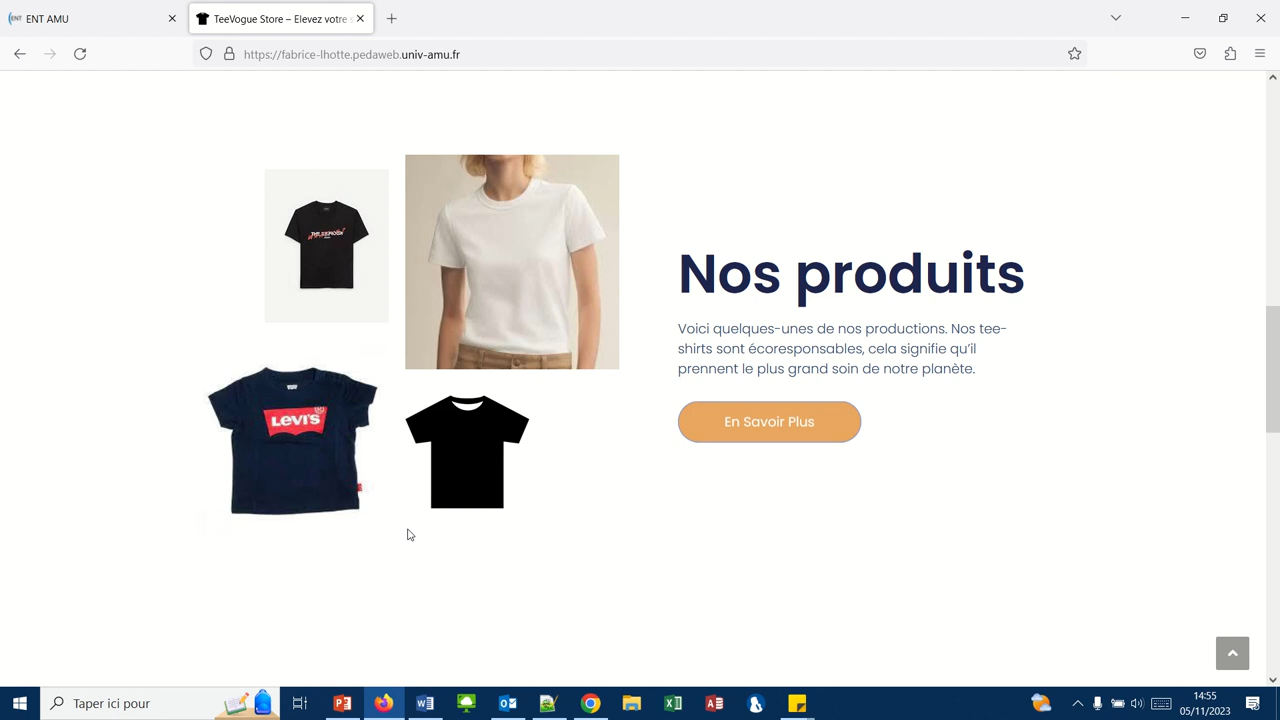 ENT
ENT AMU
TeeVogue Store – Elevez votre s
https://fabrice-lhotte.pedaweb.univ-amu.fr
LEVI'S
Nos produits
Voici quelques-unes de nos productions. Nos tee-
shirts sont écoresponsables, cela signifie qu'il
prennent le plus grand soin de notre planète.
En Savoir Plus
Taper ici pour
14:55
05/11/2023